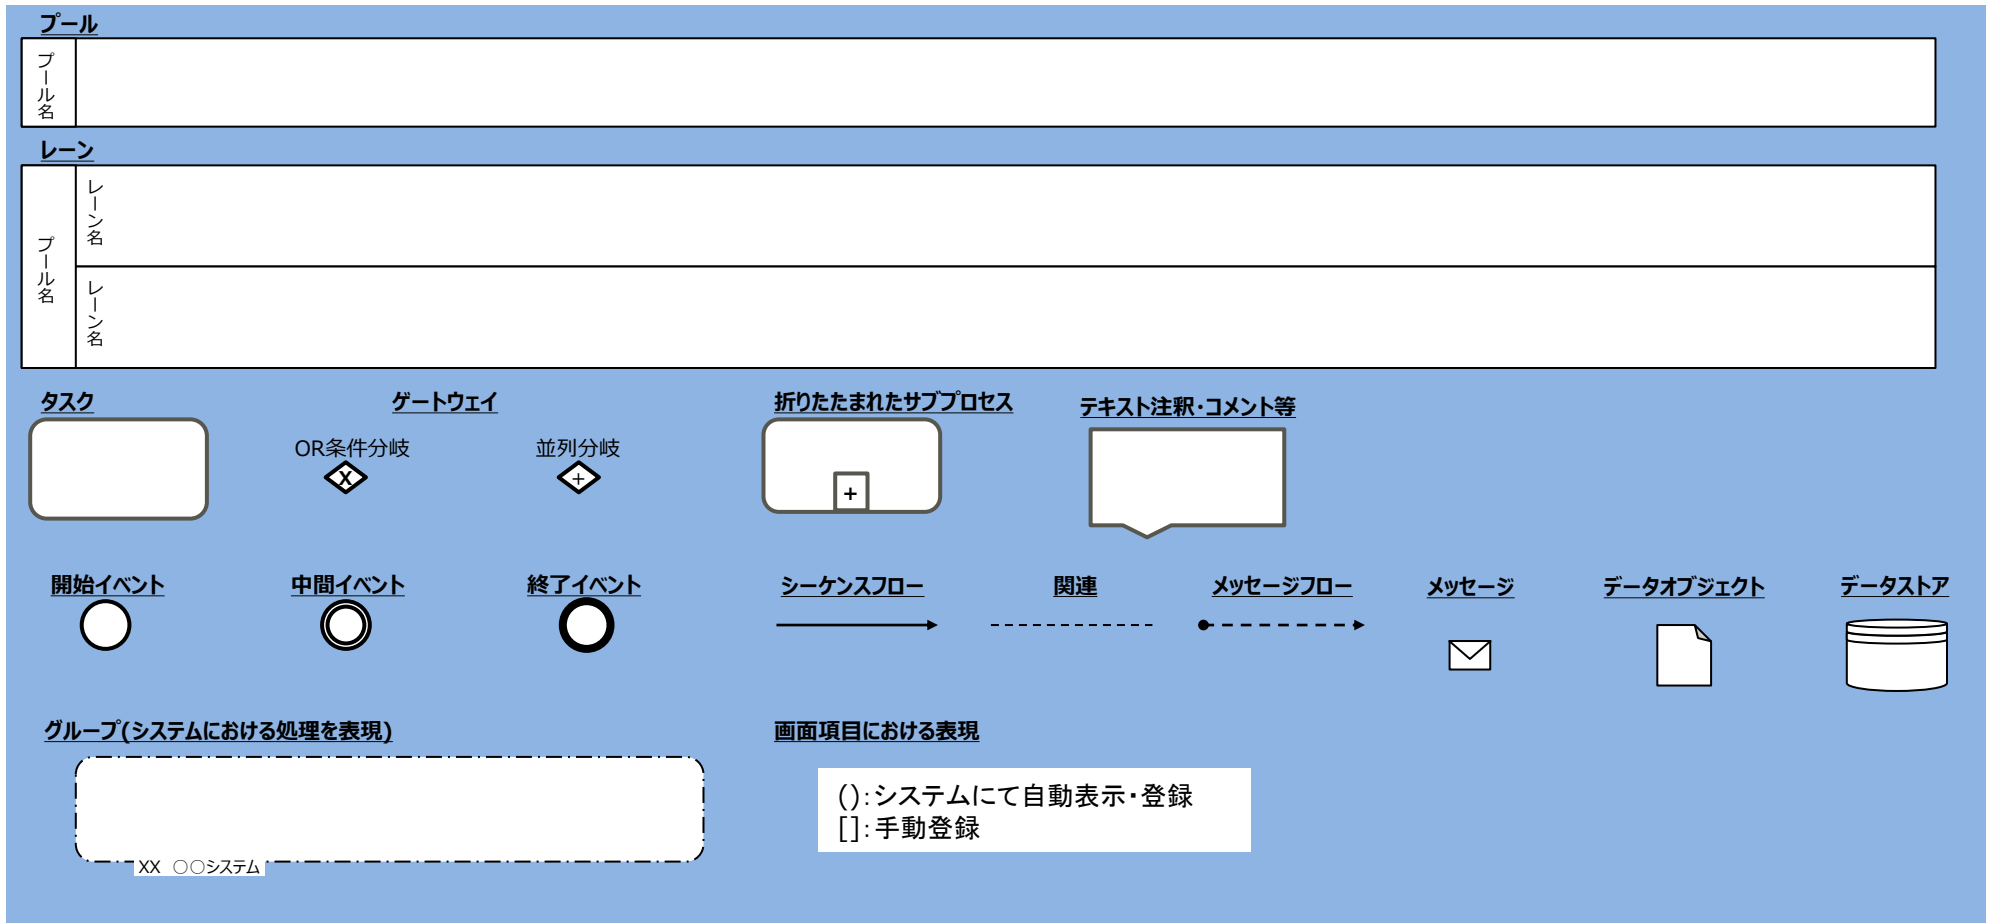 プール
プール名
レーン
プール名
レーン名
レーン名
タスク
ゲートウェイ
折りたたまれたサブプロセス
テキスト注釈・コメント等
OR条件分岐
並列分岐
X
+
+
開始イベント
中間イベント
終了イベント
シーケンスフロー
関連
メッセージフロー
メッセージ
データオブジェクト
データストア
グループ(システムにおける処理を表現)
画面項目における表現
():システムにて自動表示・登録
[]:手動登録
XX　○○システム